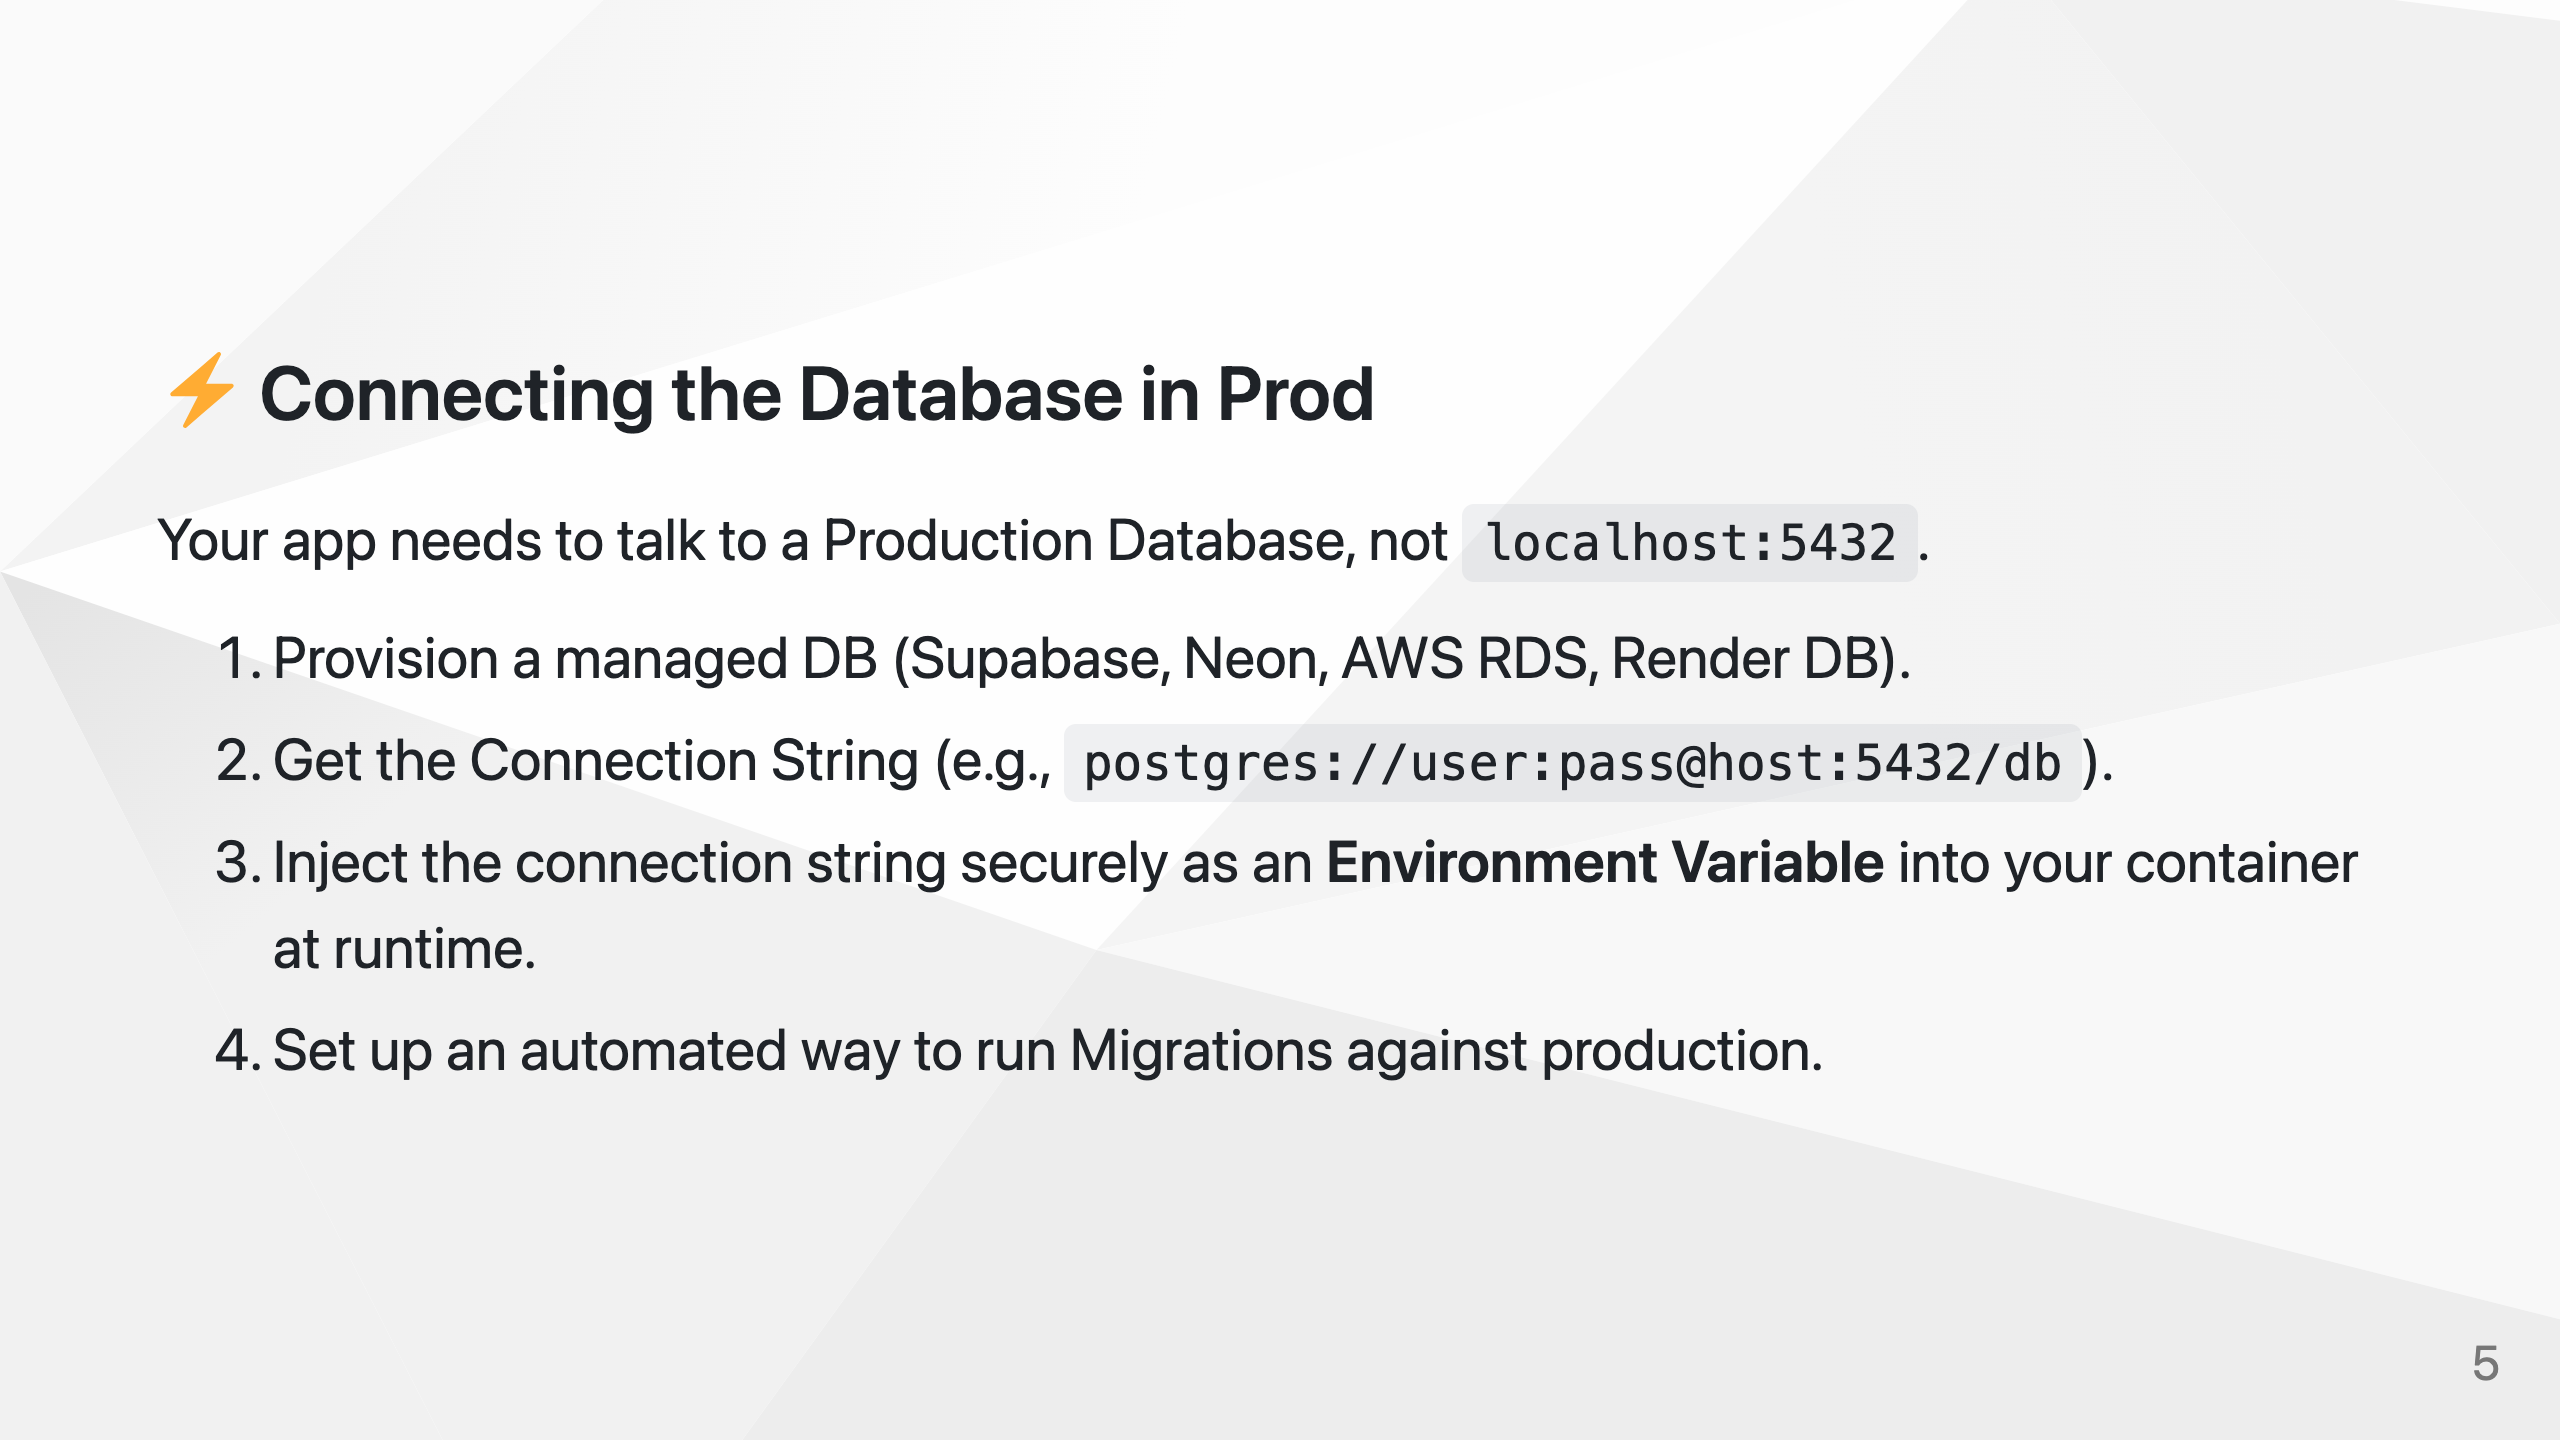 ⚡ Connecting the Database in Prod
Your app needs to talk to a Production Database, not localhost:5432.
1. Provision a managed DB (Supabase, Neon, AWS RDS, Render DB).
2. Get the Connection String (e.g., postgres://user:pass@host:5432/db).
3. Inject the connection string securely as an Environment Variable into your container
at runtime.
4. Set up an automated way to run Migrations against production.
5